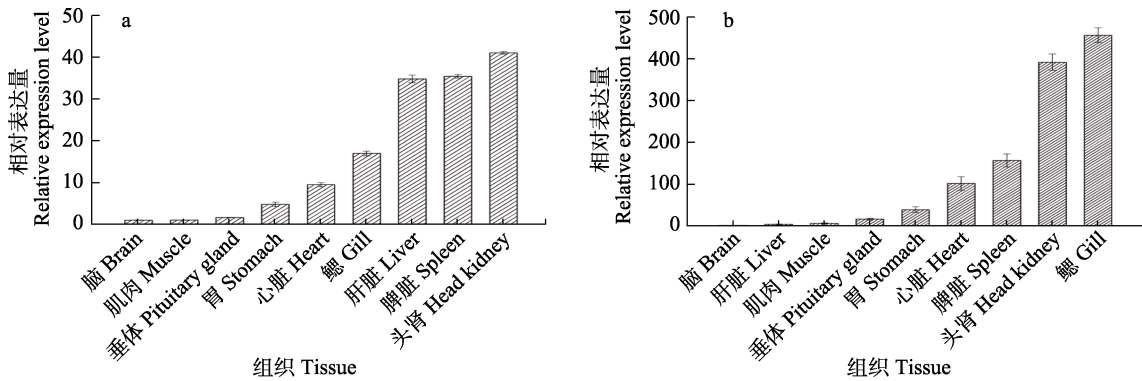 a
相对表达量
Relative expression level
50
40
30
20
10
0
脑 Brain
肌肉 Muscle
垂体 Pituitary gland
胃 Stomach
心脏 Heart
鳃 Gill
肝脏 Liver
脾脏 Spleen
头肾 Head kidney
组织 Tissue
b
相对表达量
Relative expression level
500
400
300
200
100
0
脑 Brain
肝脏 Liver
肌肉 Muscle
垂体 Pituitary gland
胃 Stomach
心脏 Heart
脾脏 Spleen
头肾 Head kidney
鳃 Gill
组织 Tissue